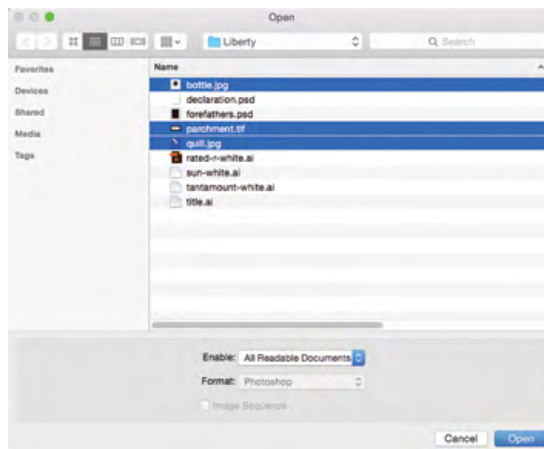 Open
Liberty
Search
Favorites
Devices
Shared
Media
Tags
Name
bottle.jpg
declaration.psd
forefathers.psd
parchment.tif
quill.jpg
rated-r-white.ai
sun-white.ai
tantamount-white.ai
title.ai
Enable: All Readable Documents
Format: Photoshop
Image Sequence
Cancel
Open